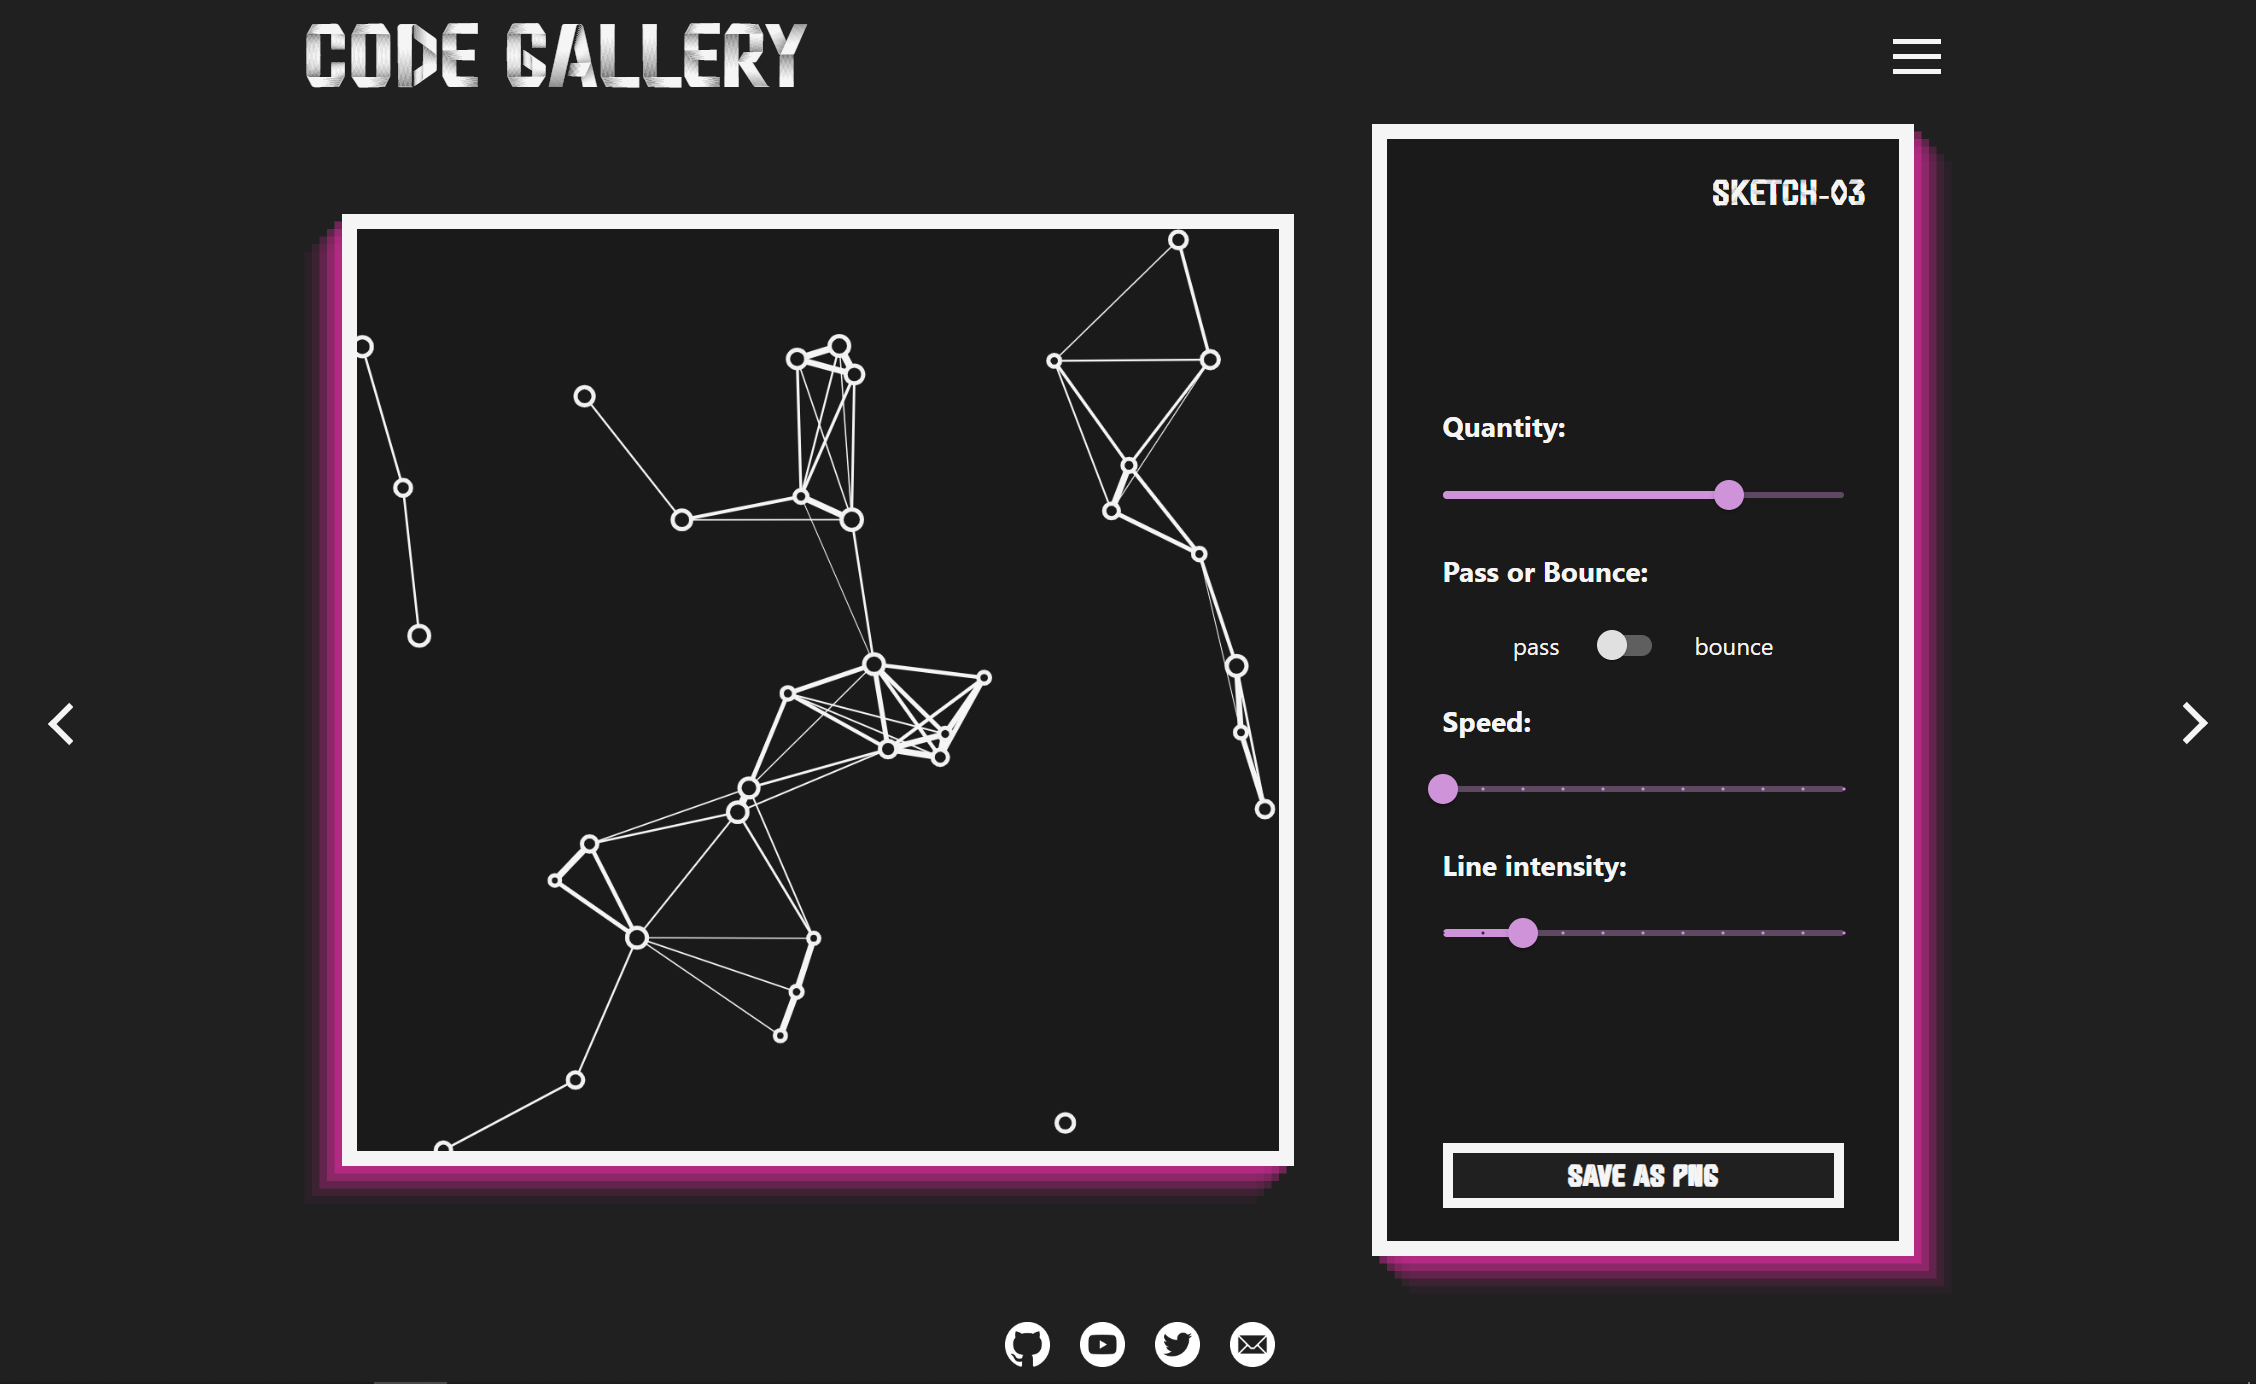 CODE GALLERY
SKETCH-03
Quantity:
Pass or Bounce:
pass bounce
Speed:
Line intensity:
SAVE AS PNG